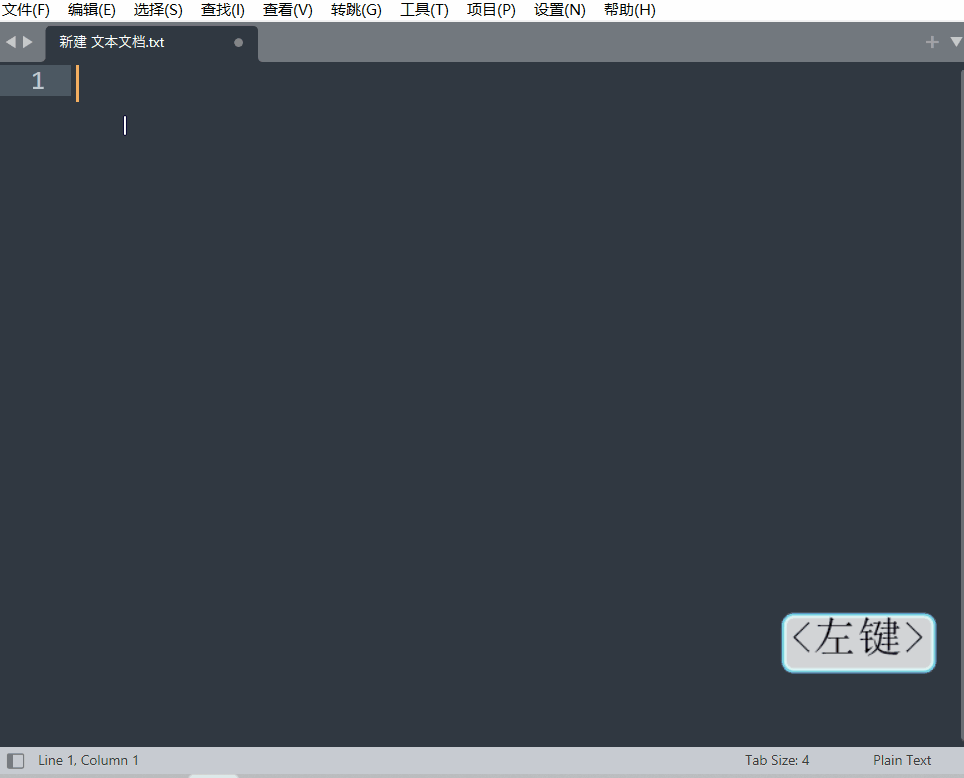 文件(F) 编辑(E) 选择(S) 查找(I) 查看(V) 转跳(G) 工具(T) 项目(P) 设置(N) 帮助(H)
新建 文本文档.txt
1
<左键>
Line 1, Column 1 Tab Size: 4 Plain Text